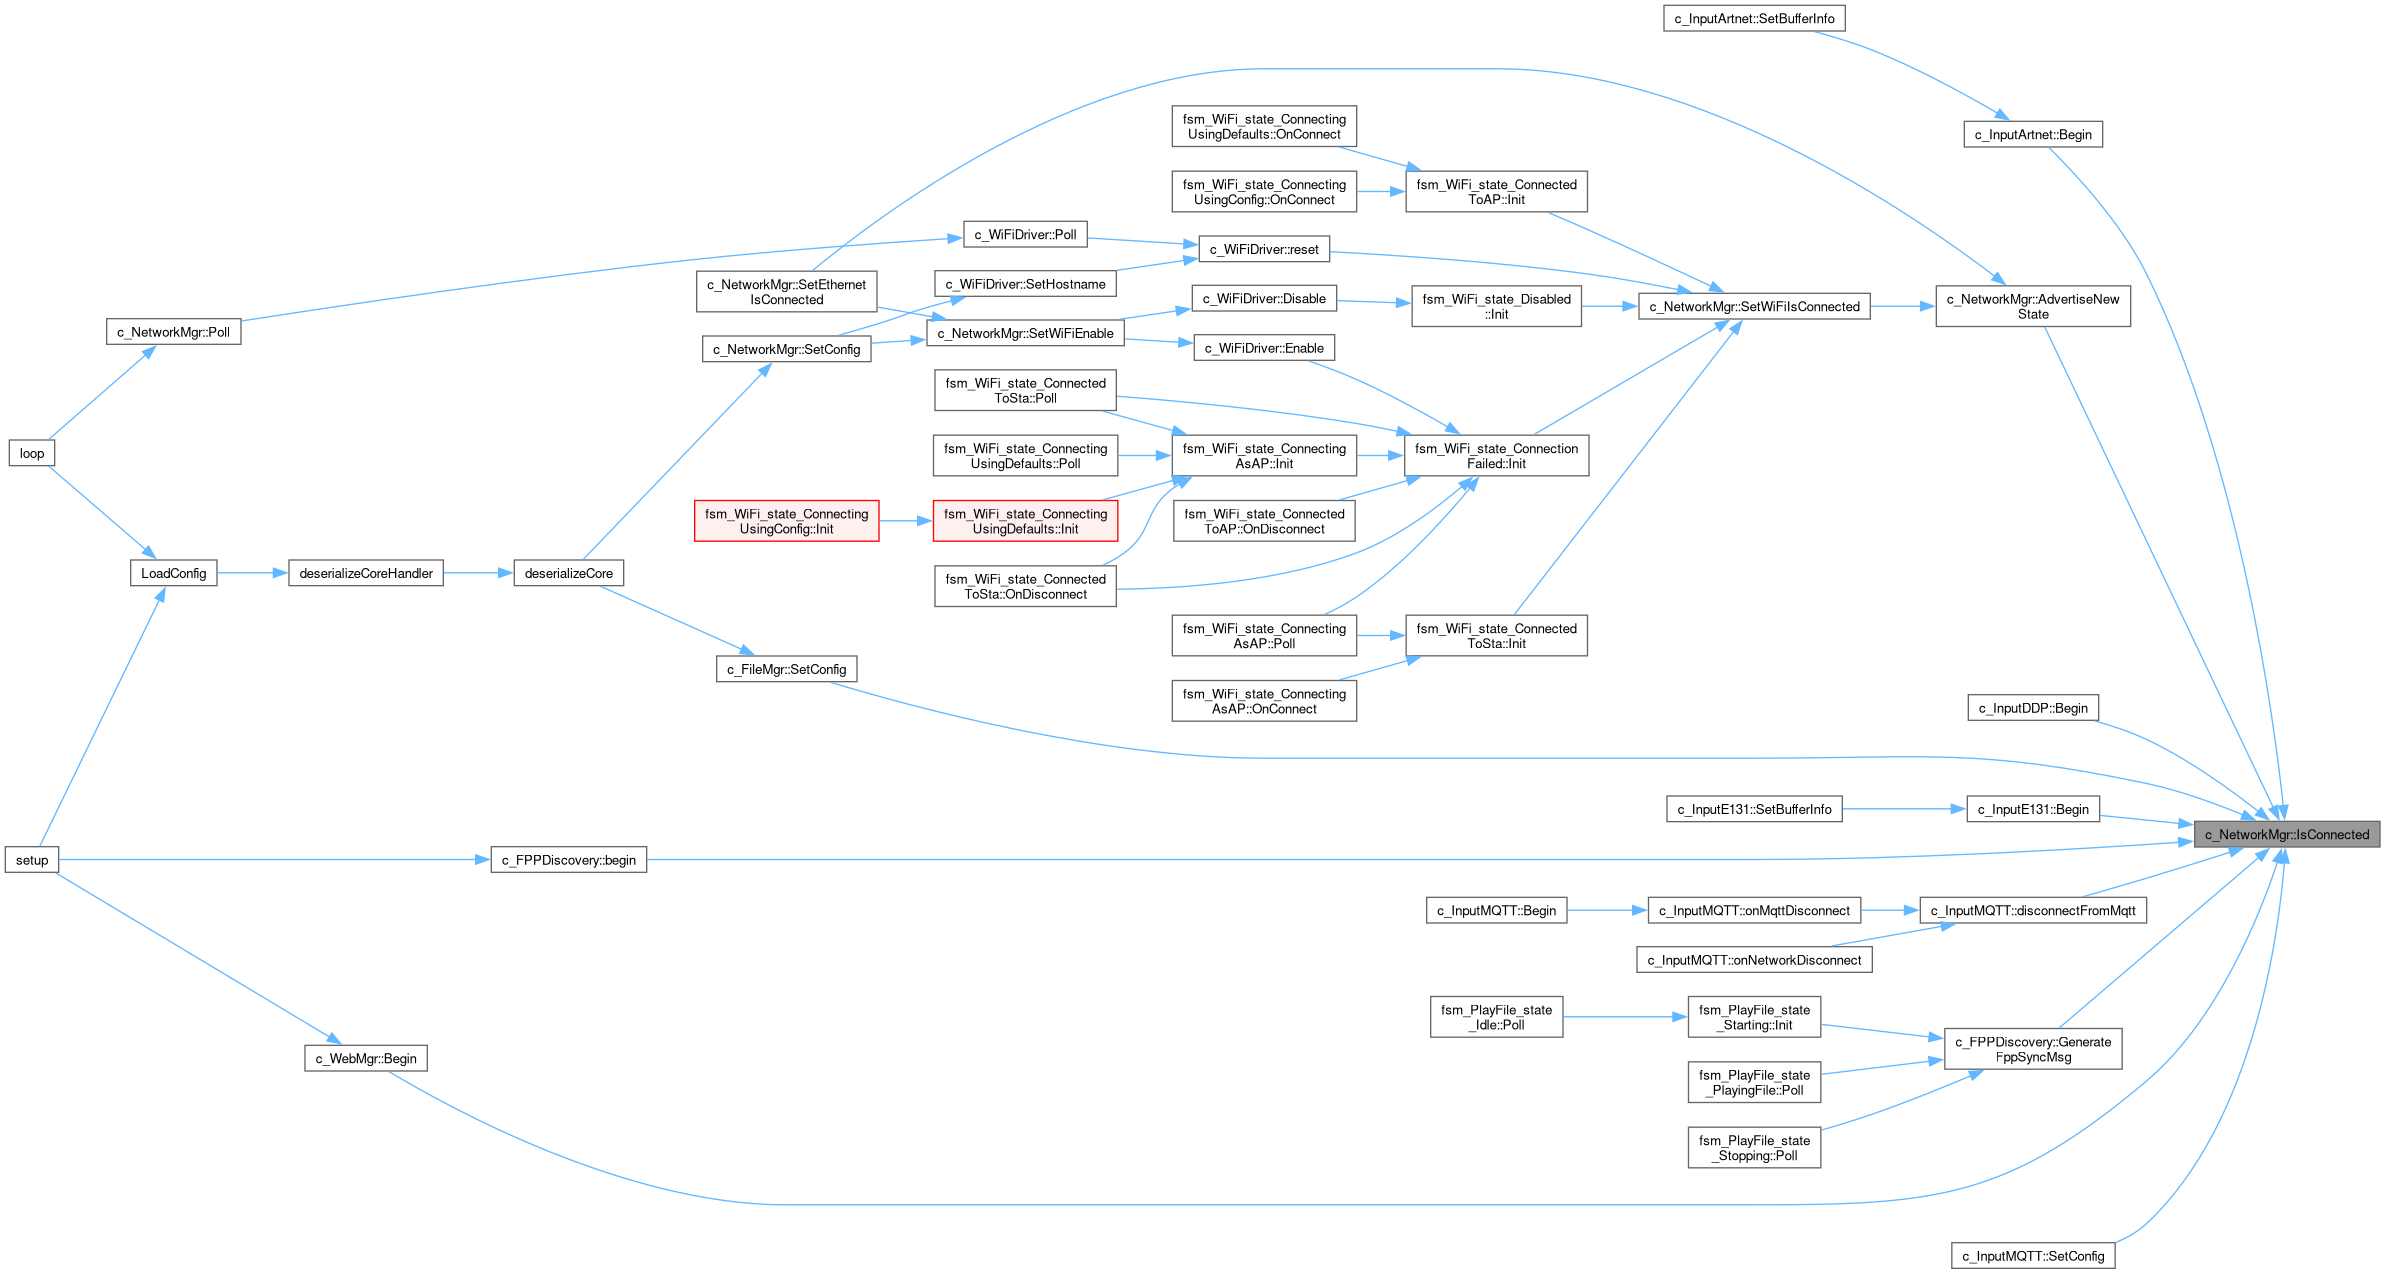 c_InputArtnet::SetBufferInfo
c_InputArtnet::Begin
fsm_WiFi_state_Connecting
UsingDefaults::OnConnect
fsm_WiFi_state_Connecting
UsingConfig::OnConnect
fsm_WiFi_state_Connected
ToAP::Init
c_WiFiDriver::Poll
c_WiFiDriver::reset
c_NetworkMgr::SetEthernet
IsConnected
c_WiFiDriver::SetHostname
c_WiFiDriver::Disable
fsm_WiFi_state_Disabled
::Init
c_NetworkMgr::SetWiFiIsConnected
c_NetworkMgr::AdvertiseNew
State
c_NetworkMgr::Poll
c_NetworkMgr::SetConfig
c_NetworkMgr::SetWiFiEnable
c_WiFiDriver::Enable
fsm_WiFi_state_Connected
ToSta::Poll
loop
fsm_WiFi_state_Connecting
UsingDefaults::Poll
fsm_WiFi_state_Connecting
AsAP::Init
fsm_WiFi_state_Connection
Failed::Init
fsm_WiFi_state_Connecting
UsingConfig::Init
fsm_WiFi_state_Connecting
UsingDefaults::Init
fsm_WiFi_state_Connected
ToAP::OnDisconnect
LoadConfig
deserializeCoreHandler
deserializeCore
fsm_WiFi_state_Connected
ToSta::OnDisconnect
fsm_WiFi_state_Connecting
AsAP::Poll
fsm_WiFi_state_Connected
ToSta::Init
c_FileMgr::SetConfig
fsm_WiFi_state_Connecting
AsAP::OnConnect
c_InputDDP::Begin
c_InputE131::SetBufferInfo
c_InputE131::Begin
c_NetworkMgr::IsConnected
setup
c_FPPDiscovery::begin
c_InputMQTT::Begin
c_InputMQTT::onMqttDisconnect
c_InputMQTT::disconnectFromMqtt
c_InputMQTT::onNetworkDisconnect
fsm_PlayFile_state
_Idle::Poll
fsm_PlayFile_state
_Starting::Init
c_FPPDiscovery::Generate
FppSyncMsg
c_WebMgr::Begin
fsm_PlayFile_state
_PlayingFile::Poll
fsm_PlayFile_state
_Stopping::Poll
c_InputMQTT::SetConfig